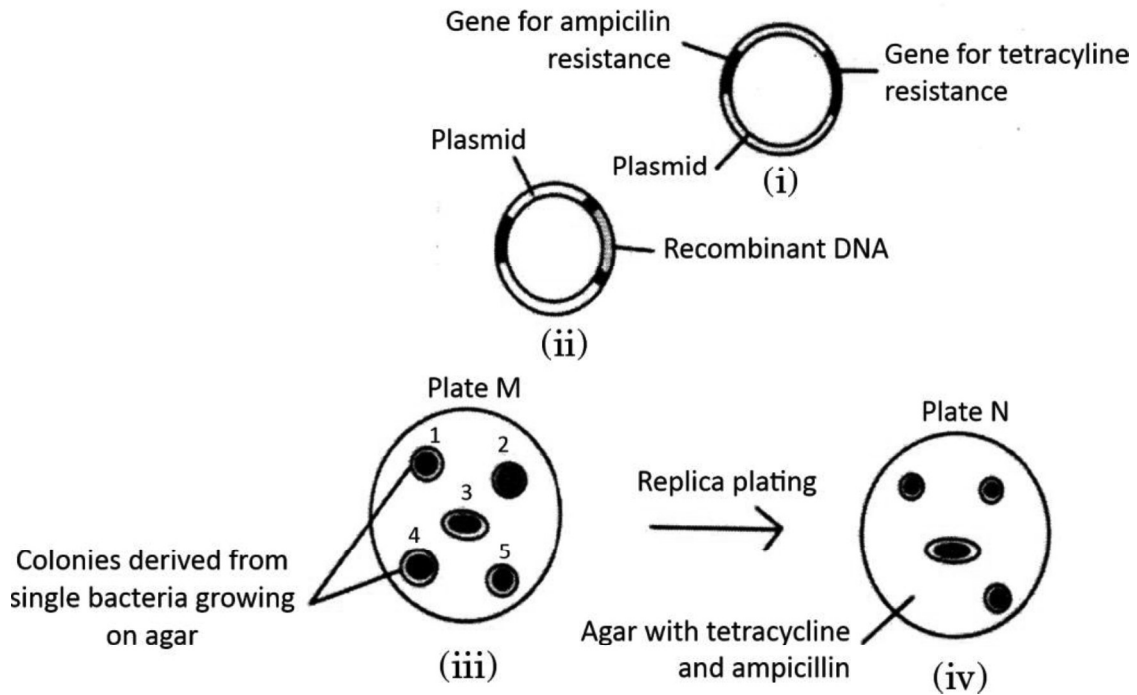 Gene for ampicilin
resistance
Gene for tetracyline
resistance
Plasmid
(i)
Plasmid
Recombinant DNA
(ii)
Plate M
1
2
3
4
5
Colonies derived from
single bacteria growing
on agar
(iii)
Replica plating
Plate N
Agar with tetracycline
and ampicillin
(iv)